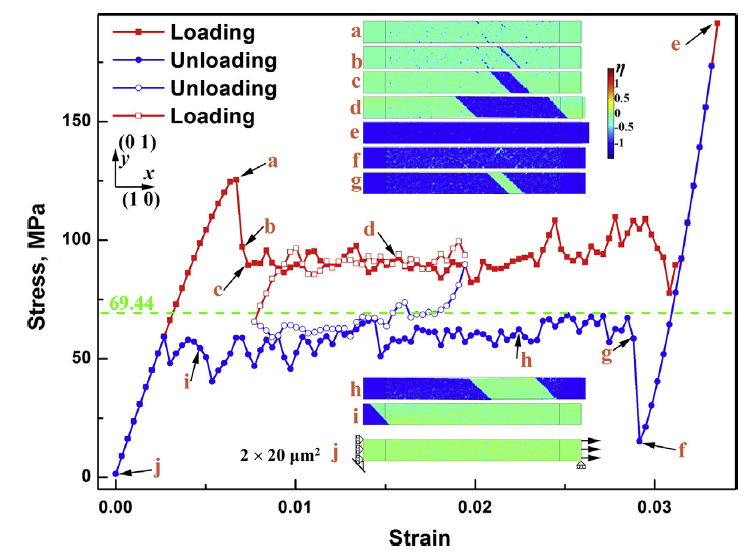 Loading
Unloading
Unloading
Loading
a
b
c
d
e
f
g
η
1
0.5
0
-0.5
-1
e
(0 1)
y
x
(1 0)
a
b
c
d
69.44
i
h
g
f
j
h
i
j
2 × 20 μm²
150
100
50
0
Stress, MPa
0.00 0.01 0.02 0.03
Strain